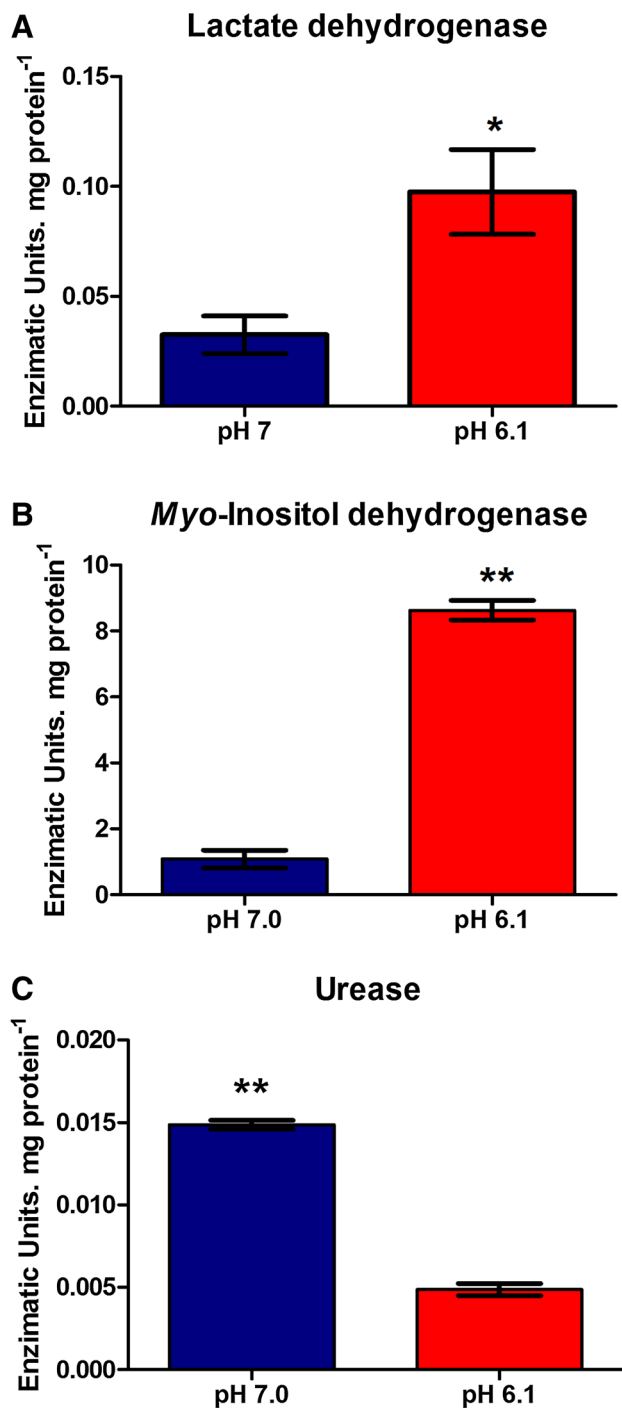 A Lactate dehydrogenase
Enzimatic Units. mg protein⁻¹
0.15
0.10
0.05
0.00
*
pH 7 pH 6.1
B Myo-Inositol dehydrogenase
Enzimatic Units. mg protein⁻¹
10
8
6
4
2
0
**
pH 7.0 pH 6.1
C Urease
Enzimatic Units. mg protein⁻¹
0.020
0.015
0.010
0.005
0.000
**
pH 7.0 pH 6.1